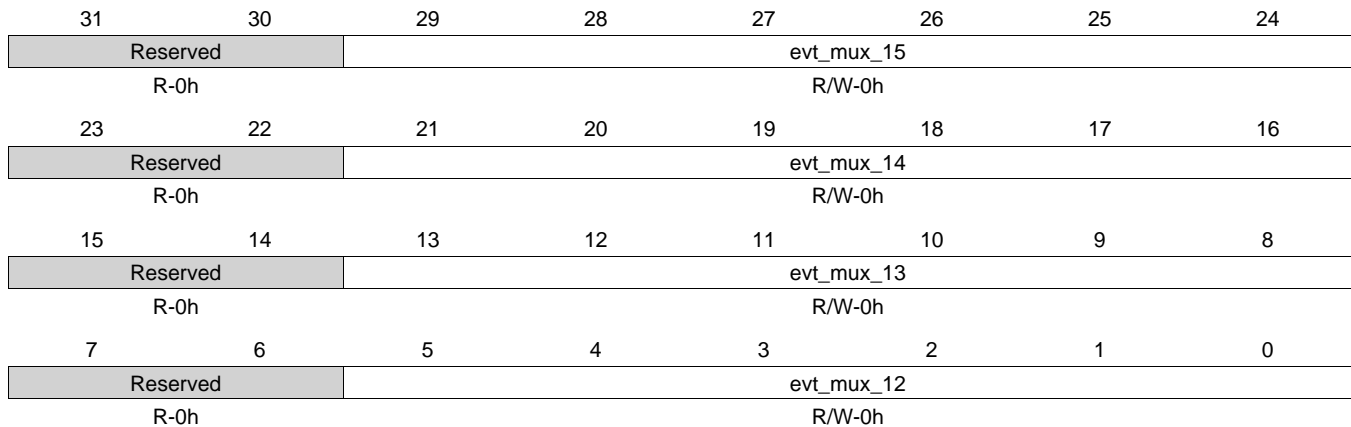 31 30 29 28 27 26 25 24
Reserved evt_mux_15
R-0h R/W-0h
23 22 21 20 19 18 17 16
Reserved evt_mux_14
R-0h R/W-0h
15 14 13 12 11 10 9 8
Reserved evt_mux_13
R-0h R/W-0h
7 6 5 4 3 2 1 0
Reserved evt_mux_12
R-0h R/W-0h